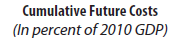 Cumulative Future Costs
(In percent of 2010 GDP)